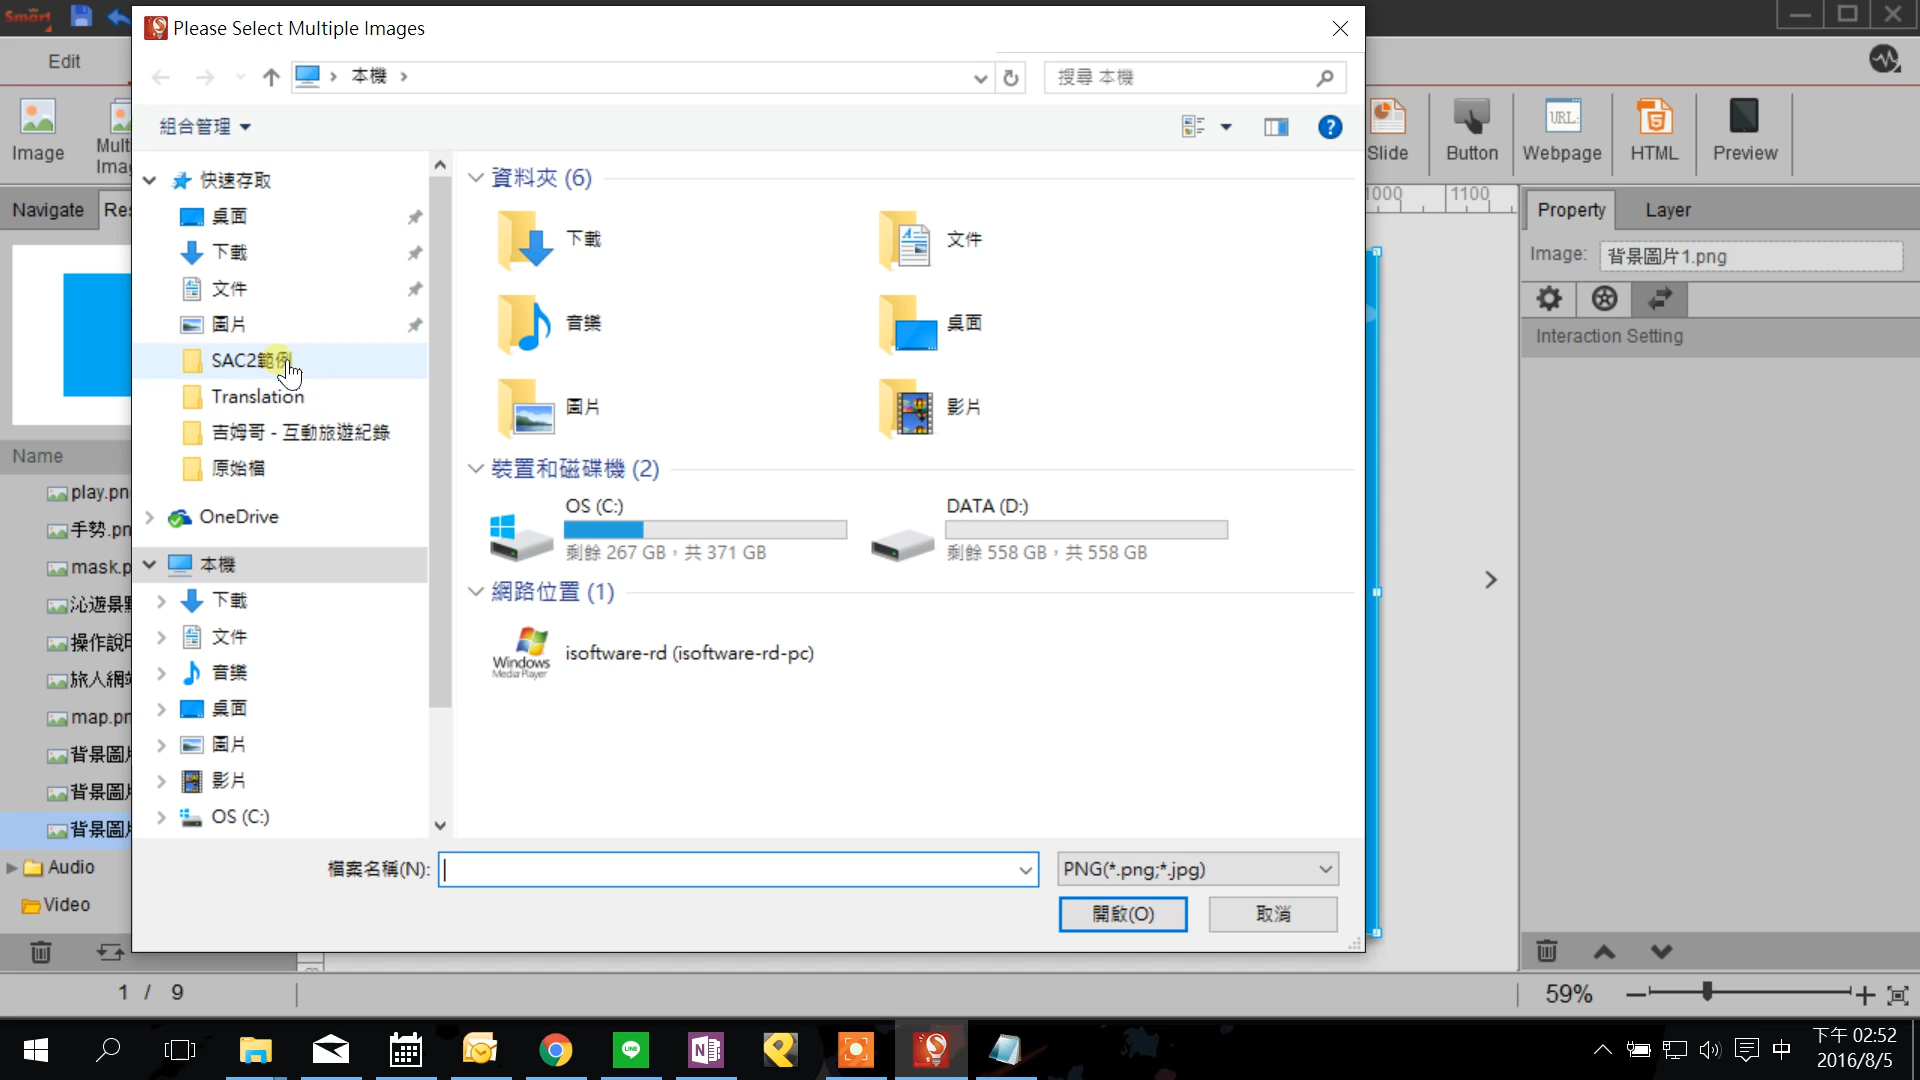 Smart
Please Select Multiple Images
Edit
本機
搜尋 本機
組合管理
Image
Slide
Button
URL:
Webpage
HTML
Preview
快速存取
桌面
下載
文件
圖片
SAC2範例
Translation
吉姆哥 - 互動旅遊紀錄
原始檔
OneDrive
本機
下載
文件
音樂
桌面
圖片
影片
OS (C:)
資料夾 (6)
下載
文件
音樂
桌面
圖片
影片
裝置和磁碟機 (2)
OS (C:)
剩餘 267 GB，共 371 GB
DATA (D:)
剩餘 558 GB，共 558 GB
網路位置 (1)
Windows
MediaPlayer
isoftware-rd (isoftware-rd-pc)
檔案名稱(N):
PNG(*.png;*.jpg)
開啟(O)
取消
Navigate
Name
Audio
Video
1100
Property
Layer
Image:
背景圖片1.png
Interaction Setting
1 / 9
59%
LINE
中
下午 02:52
2016/8/5